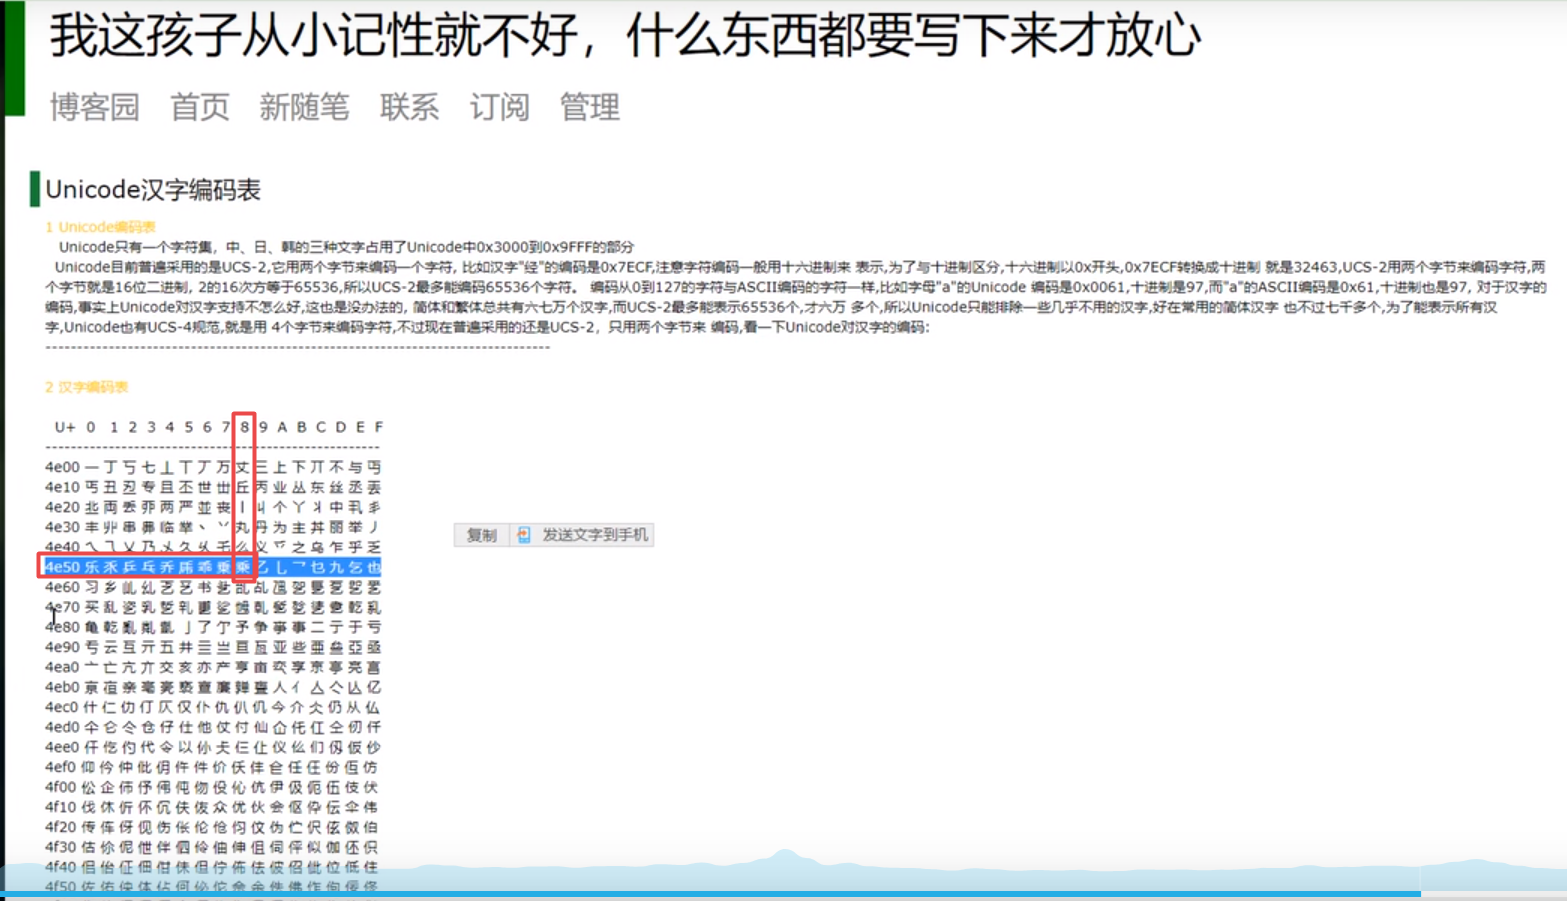 我这孩子从小记性就不好，什么东西都要写下来才放心
博客园 首页 新随笔 联系 订阅 管理
Unicode汉字编码表
1 Unicode编码表
Unicode只有一个字符集，中、日、韩的三种文字占用了Unicode中0x3000到0x9FFF的部分
Unicode目前普遍采用的是UCS-2,它用两个字节来编码一个字符, 比如汉字"经"的编码是0x7ECF,注意字符编码一般用十六进制来 表示,为了与十进制区分,十六进制以0x开头,0x7ECF转换成十进制 就是32463,UCS-2用两个字节来编码字符,两
个字节就是16位二进制, 2的16次方等于65536,所以UCS-2最多能编码65536个字符。 编码从0到127的字符与ASCII编码的字符一样,比如字母"a"的Unicode 编码是0x0061,十进制是97,而"a"的ASCII编码是0x61,十进制也是97, 对于汉字的
编码,事实上Unicode对汉字支持不怎么好,这也是没办法的, 简体和繁体总共有六七万个汉字,而UCS-2最多能表示65536个,才六万 多个,所以Unicode只能排除一些几乎不用的汉字,好在常用的简体汉字 也不过七千多个,为了能表示所有汉
字,Unicode也有UCS-4规范,就是用 4个字节来编码字符,不过现在普遍采用的还是UCS-2，只用两个字节来 编码,看一下Unicode对汉字的编码:
2 汉字编码表
U+ 0 1 2 3 4 5 6 7 8 9 A B C D E F
4e00 一 丁 丂 七 丄 丅 丆 万 丈 三 上 下 丌 不 与 丏
4e10 丐 丑 丒 专 且 丕 世 丗 丘 丙 业 丛 东 丝 丞 丟
4e20 丠 両 丢 丣 两 严 並 丧 丨 丩 个 丫 丬 中 丮 丯
4e30 丰 丱 串 丳 临 丵 丶 丷 丸 丹 为 主 丼 丽 举 丿
4e40 乀 乁 乂 乃 乄 久 乆 乇 么 义 乊 之 乌 乍 乎 乏
4e50 乐 乑 乒 乓 乔 乕 乖 乗 乘 乙 乚 乛 乜 九 乞 也
4e60 习 乡 乢 乣 乤 乥 书 乧 乨 乩 乪 乫 乬 乭 乮 乯
4e70 买 乱 乲 乳 乴 乵 乶 乷 乸 乹 乺 乻 乼 乽 乾 乿
4e80 亀 亁 亂 亃 亄 亅 了 亇 予 争 亊 事 二 亍 于 亏
4e90 亐 云 互 亓 五 井 亖 亗 亘 亙 亚 些 亜 亝 亞 亟
4ea0 亠 亡 亢 亣 交 亥 亦 产 亨 亩 亪 享 京 亭 亮 亯
4eb0 亰 亱 亲 亳 亴 亵 亶 亷 亸 亹 人 亻 亼 亽 亾 亿
4ec0 什 仁 仂 仃 仄 仅 仆 仇 仈 仉 今 介 仌 仍 从 仏
4ed0 仐 仑 仒 仓 仔 仕 他 仗 付 仙 仚 仛 仜 仝 仞 仟
4ee0 仠 仡 仢 代 令 以 仦 仧 仨 仩 仪 仫 们 仭 仮 仯
4ef0 仰 仱 仲 仳 仴 仵 件 价 仸 仹 仺 任 仼 份 仾 仿
4f00 伀 企 伂 伃 伄 伅 伆 伇 伈 伉 伊 伋 伌 伍 伎 伏
4f10 伐 休 伒 伓 伔 伕 伖 众 优 伙 会 伛 伜 伝 伞 伟
4f20 传 伡 伢 伣 伤 伥 伦 伧 伨 伩 伪 伫 伬 伭 伮 伯
4f30 估 伱 伲 伳 伴 伵 伶 伷 伸 伹 伺 伻 似 伽 伾 伿
4f40 佀 佁 佂 佃 佄 佅 但 佇 佈 佉 佊 佋 佌 位 低 住
4f50 佐 佑 佒 体 佔 何 佖 佗 佘 余 佚 佛 作 佝 佞 佟
复制 发送文字到手机